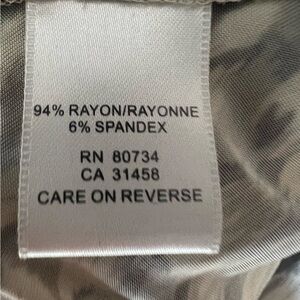 94% RAYON/RAYONNE
6% SPANDEX
RN 80734
CA 31458
CARE ON REVERSE